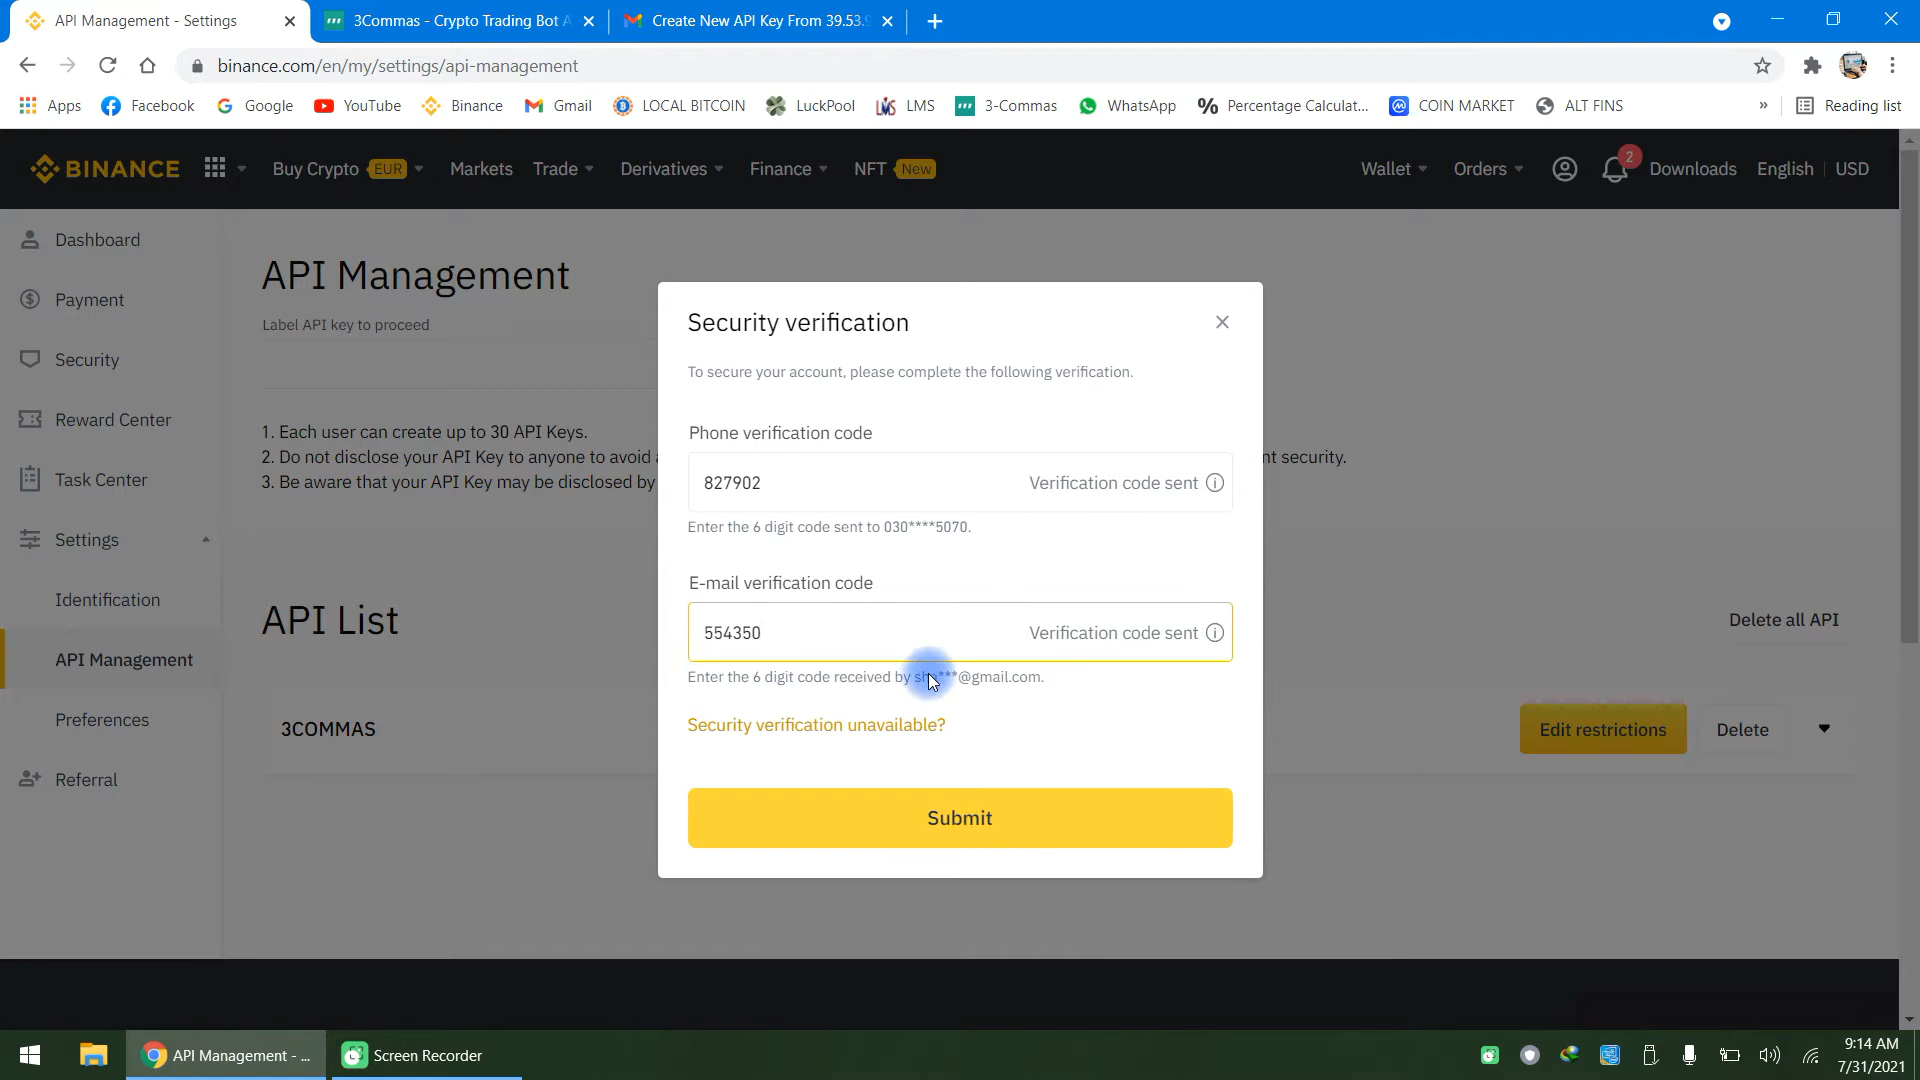 API Management - Settings
3Commas - Crypto Trading Bot
Create New API Key From 39.53.
binance.com/en/my/settings/api-management
Apps
Facebook
Google
YouTube
Binance
Gmail
LOCAL BITCOIN
LuckPool
LMS
3-Commas
WhatsApp
Percentage Calculat...
COIN MARKET
ALT FINS
»
Reading list
BINANCE
Buy Crypto EUR
Markets
Trade
Derivatives
Finance
NFT New
Wallet
Orders
2
Downloads
English
USD
Dashboard
Payment
Security
Reward Center
Task Center
Settings
Identification
API Management
Preferences
Referral
API Management
Label API key to proceed
1. Each user can create up to 30 API Keys.
2. Do not disclose your API Key to anyone to avoid
nt security.
3. Be aware that your API Key may be disclosed by
API List
Delete all API
3COMMAS
Edit restrictions
Delete
Security verification
To secure your account, please complete the following verification.
Phone verification code
827902
Verification code sent
Enter the 6 digit code sent to 030****5070.
E-mail verification code
554350
Verification code sent
Enter the 6 digit code received by sh***@gmail.com.
Security verification unavailable?
Submit
API Management - ...
Screen Recorder
9:14 AM
7/31/2021